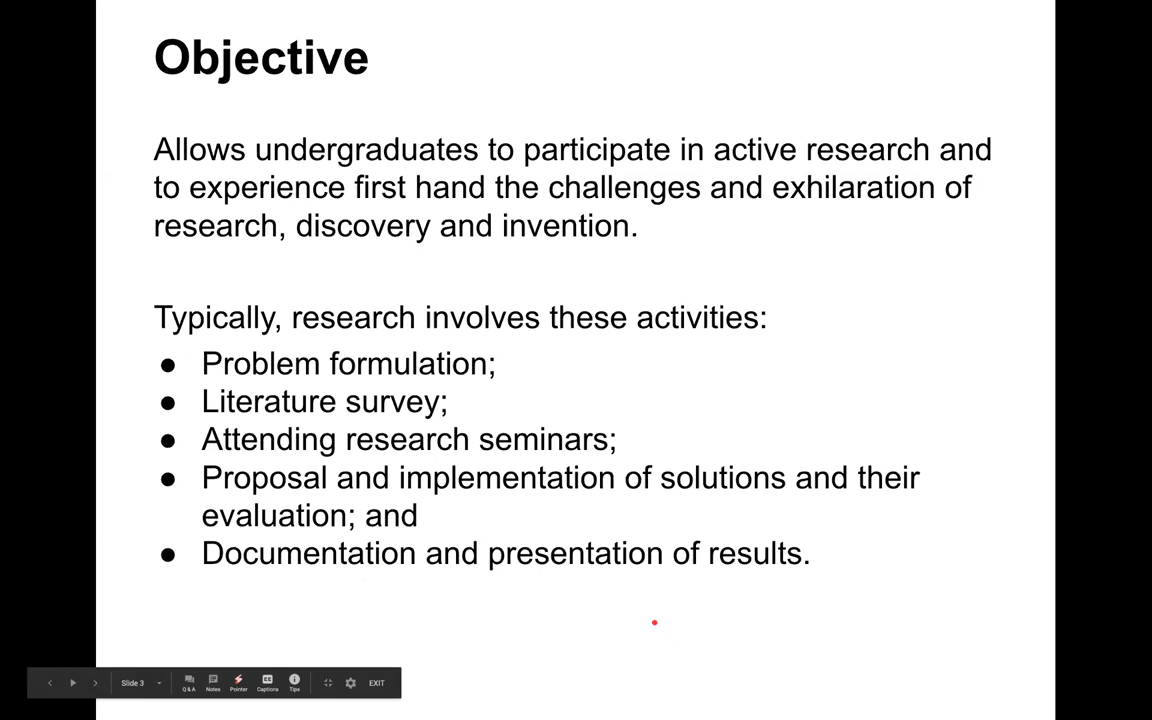 Objective
Allows undergraduates to participate in active research and
to experience first hand the challenges and exhilaration of
research, discovery and invention.
Typically, research involves these activities:
● Problem formulation;
● Literature survey;
● Attending research seminars;
● Proposal and implementation of solutions and their
evaluation; and
● Documentation and presentation of results.
Slide 3
Q & A
Notes
Pointer
Captions
Tips
EXIT